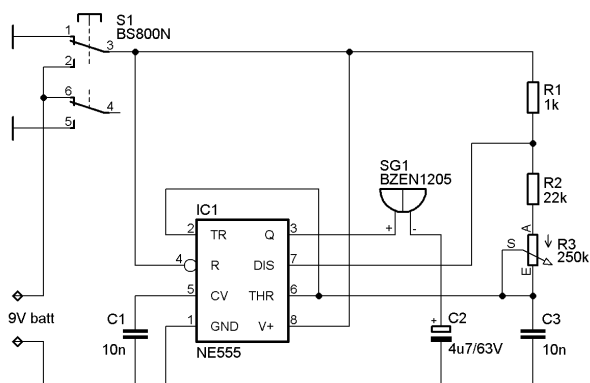 S1
BS800N
1
3
2
6
4
5
R1
1k
SG1
BZEN1205
+ -
R2
22k
IC1
A
S
R3
250k
E
2 TR Q 3
4 R DIS 7
5 CV THR 6
1 GND V+ 8
NE555
9V batt
C1
10n
+
C2
4u7/63V
C3
10n